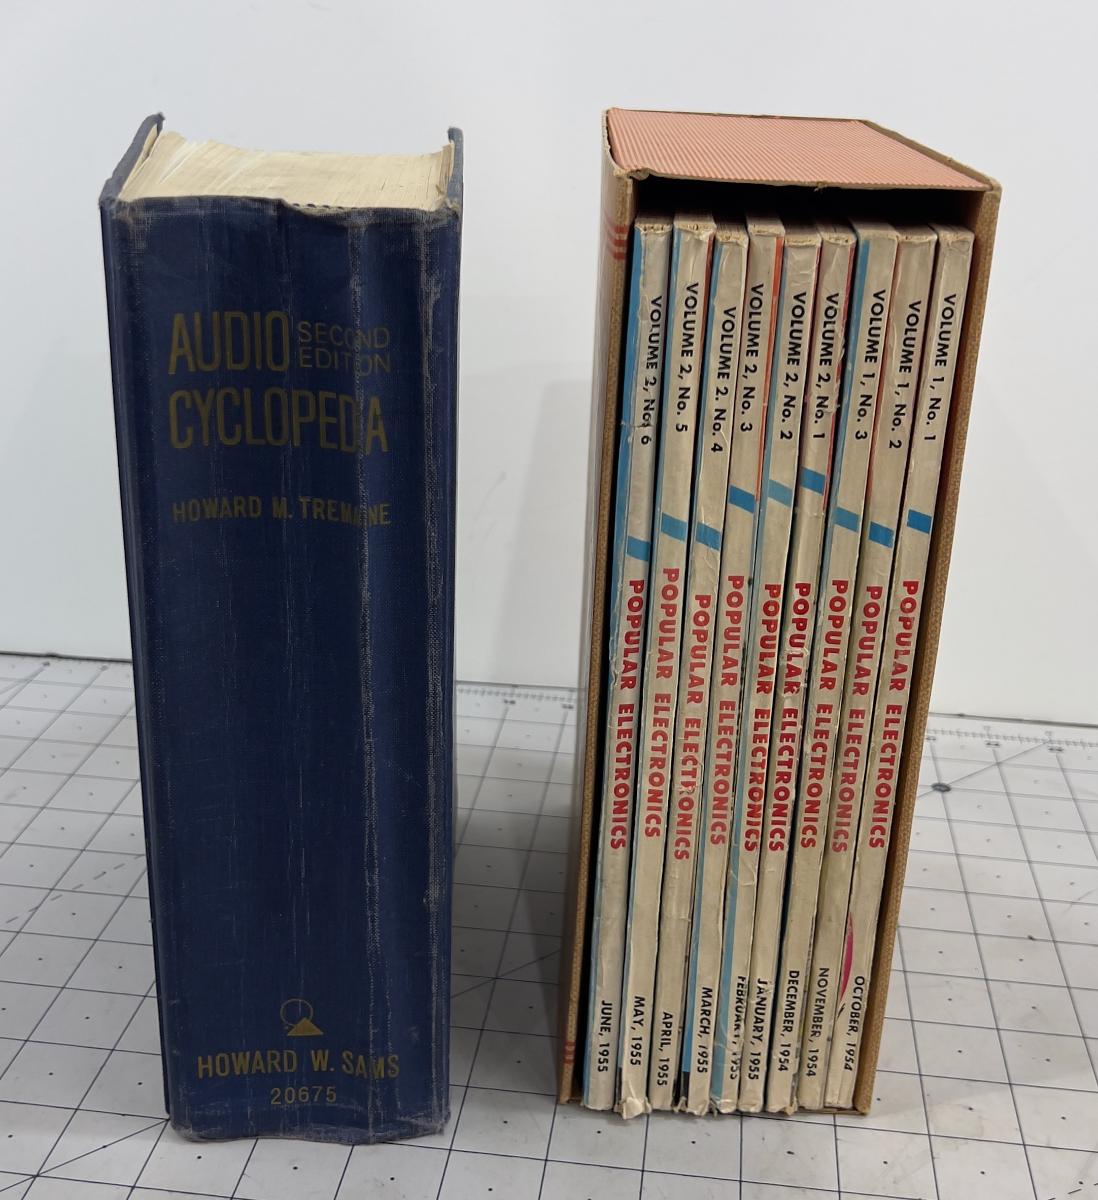 AUDIO SECOND EDITION
CYCLOPEDIA
HOWARD M. TREMAINE
HOWARD W. SAMS
20675
VOLUME 2, No. 6 POPULAR ELECTRONICS JUNE, 1955
VOLUME 2, No. 5 POPULAR ELECTRONICS MAY, 1955
VOLUME 2. No. 4 POPULAR ELECTRONICS APRIL, 1955
VOLUME 2, No. 3 POPULAR ELECTRONICS MARCH, 1955
VOLUME 2, No. 2 POPULAR ELECTRONICS FEBRUARY, 1955
VOLUME 2, No. 1 POPULAR ELECTRONICS JANUARY, 1955
VOLUME 1, No. 3 POPULAR ELECTRONICS DECEMBER, 1954
VOLUME 1, No. 2 POPULAR ELECTRONICS NOVEMBER, 1954
VOLUME 1, No. 1 POPULAR ELECTRONICS OCTOBER, 1954